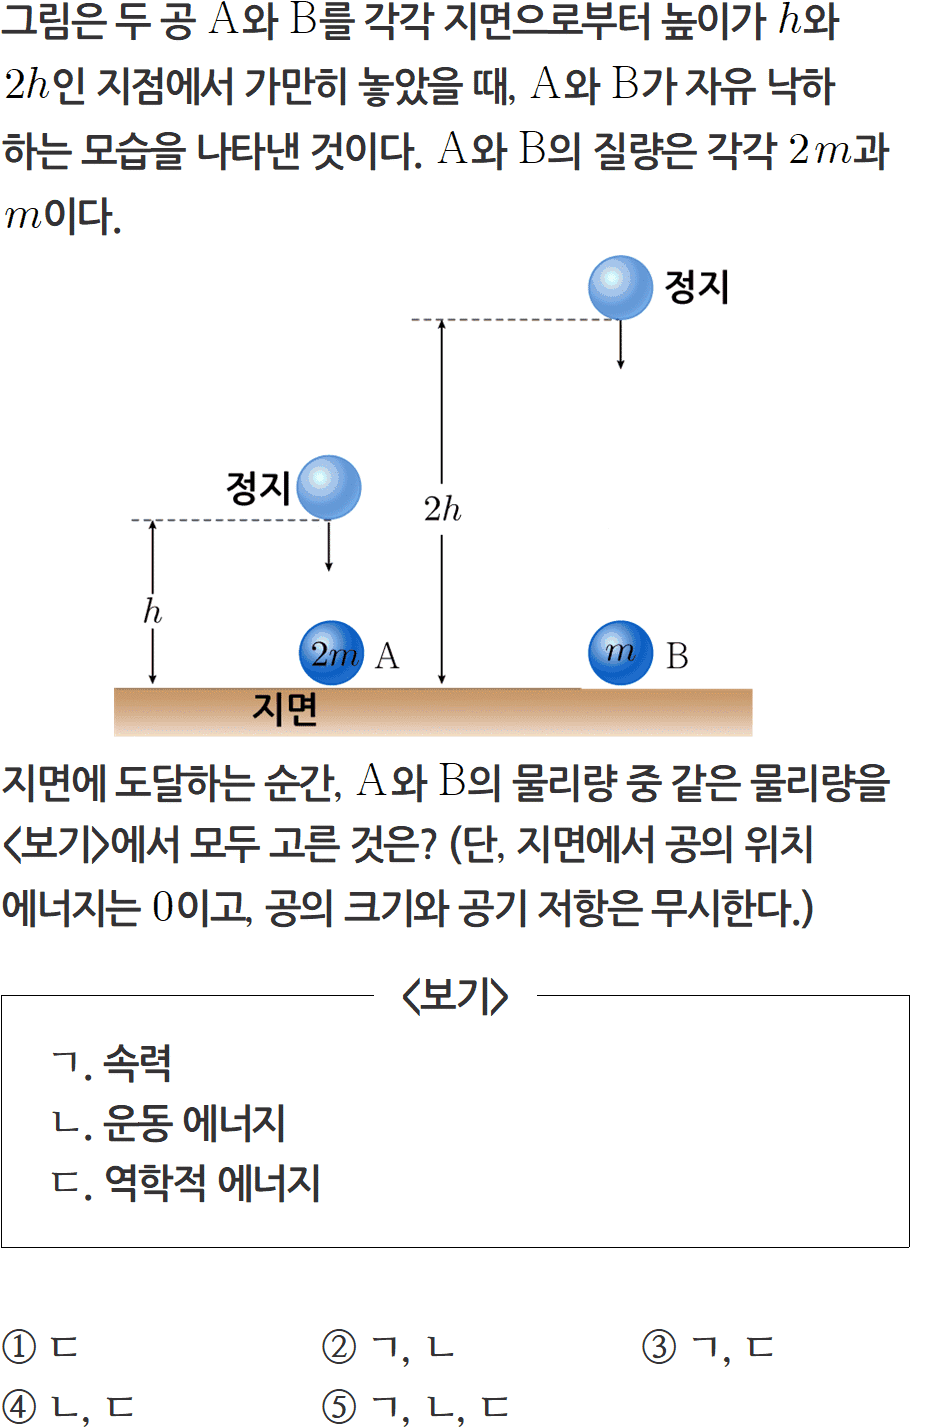 그림은 두 공 A와 B를 각각 지면으로부터 높이가 h와
2h인 지점에서 가만히 놓았을 때, A와 B가 자유 낙하
하는 모습을 나타낸 것이다. A와 B의 질량은 각각 2m과
m이다.
정지
정지
2h
h
2m A
m B
지면
지면에 도달하는 순간, A와 B의 물리량 중 같은 물리량을
<보기>에서 모두 고른 것은? (단, 지면에서 공의 위치
에너지는 0이고, 공의 크기와 공기 저항은 무시한다.)
<보기>
ㄱ. 속력
ㄴ. 운동 에너지
ㄷ. 역학적 에너지
① ㄷ ② ㄱ, ㄴ ③ ㄱ, ㄷ
④ ㄴ, ㄷ ⑤ ㄱ, ㄴ, ㄷ